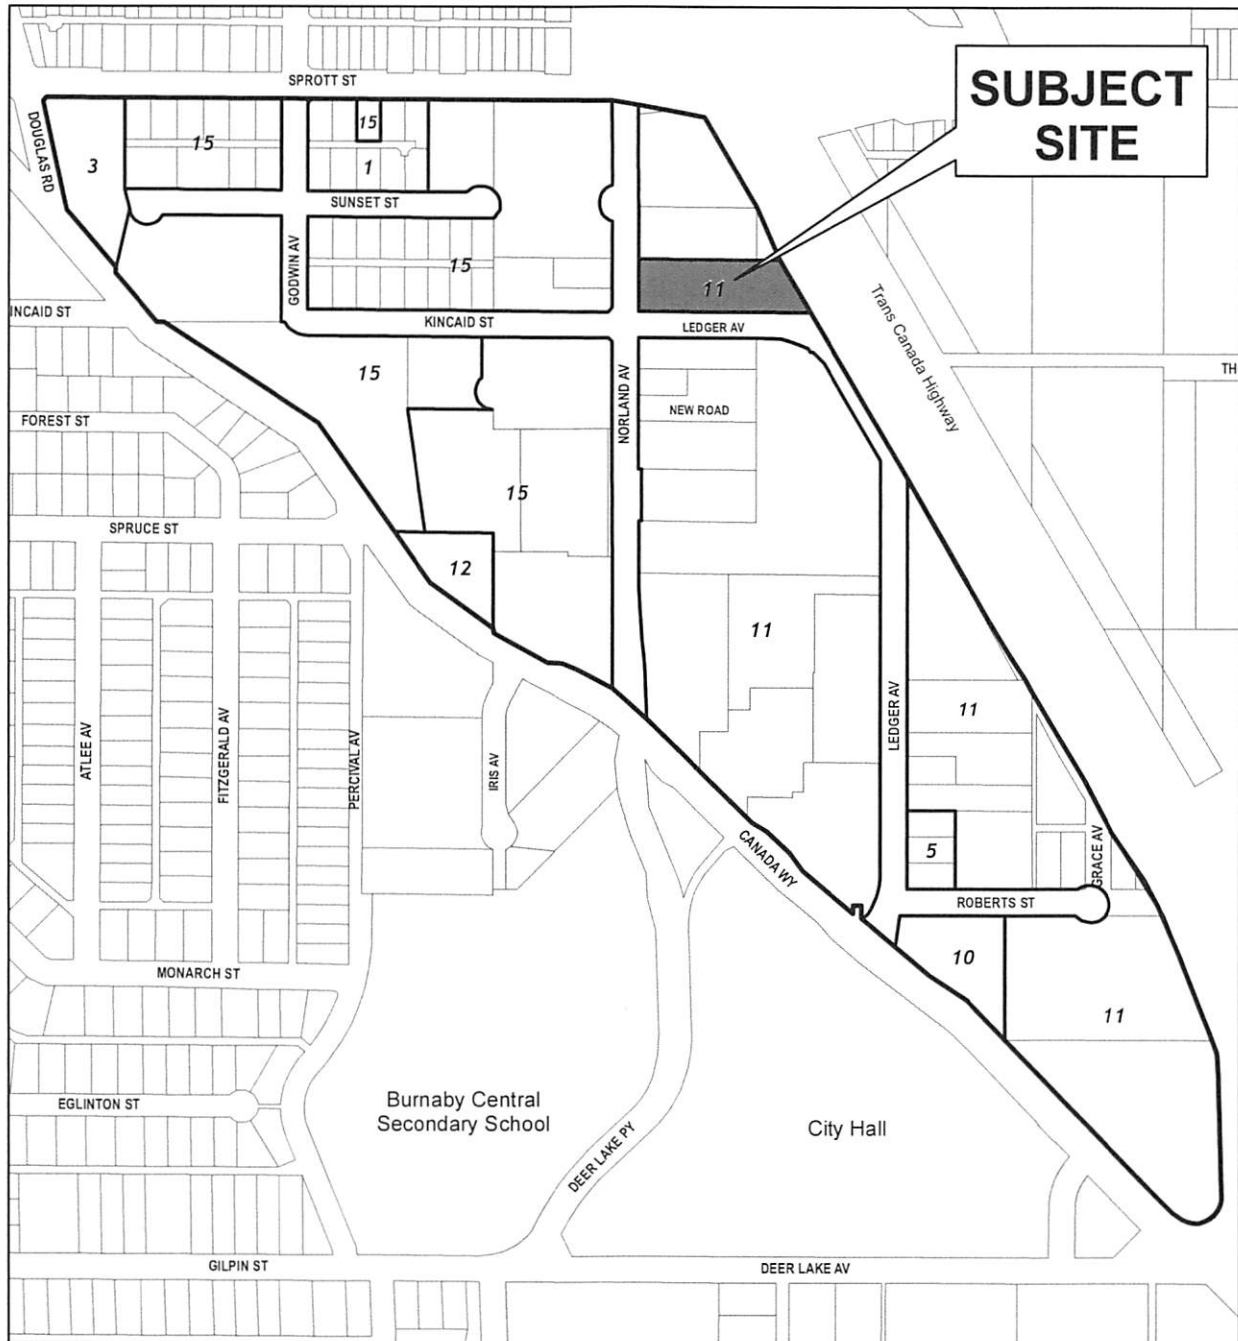 SPROTT ST
SUBJECT
SITE
DOUGLAS RD
3
15
15
1
SUNSET ST
GODWIN AV
15
11
KINCAID ST
LEDGER AV
Trans Canada Highway
INCAID ST
TH
15
NORLAND AV
NEW ROAD
FOREST ST
15
SPRUCE ST
12
11
ATLEE AV
FITZGERALD AV
PERCIVAL AV
IRIS AV
LEDGER AV
11
CANADA WY
5
GRACE AV
ROBERTS ST
10
11
MONARCH ST
EGLINTON ST
Burnaby Central
Secondary School
City Hall
DEER LAKE PY
GILPIN ST
DEER LAKE AV